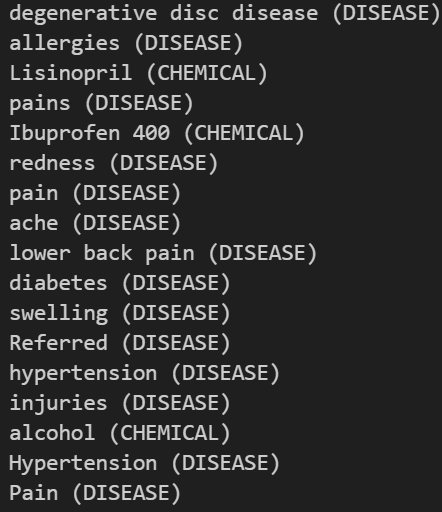 degenerative disc disease (DISEASE)
allergies (DISEASE)
Lisinopril (CHEMICAL)
pains (DISEASE)
Ibuprofen 400 (CHEMICAL)
redness (DISEASE)
pain (DISEASE)
ache (DISEASE)
lower back pain (DISEASE)
diabetes (DISEASE)
swelling (DISEASE)
Referred (DISEASE)
hypertension (DISEASE)
injuries (DISEASE)
alcohol (CHEMICAL)
Hypertension (DISEASE)
Pain (DISEASE)